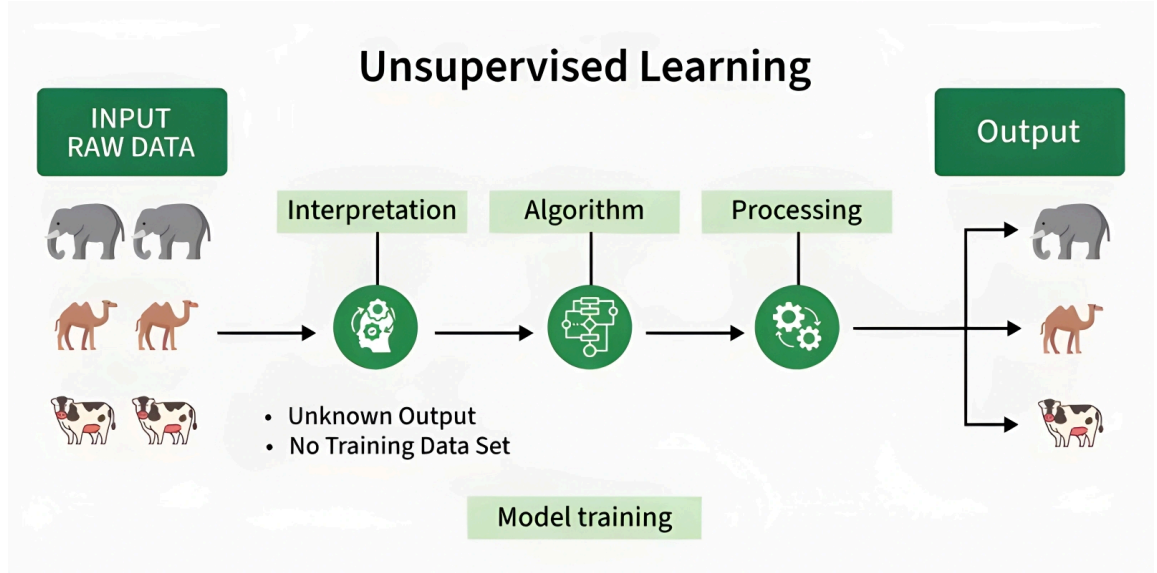 Unsupervised Learning
INPUT
RAW DATA
Output
Interpretation
Algorithm
Processing
• Unknown Output
• No Training Data Set
Model training